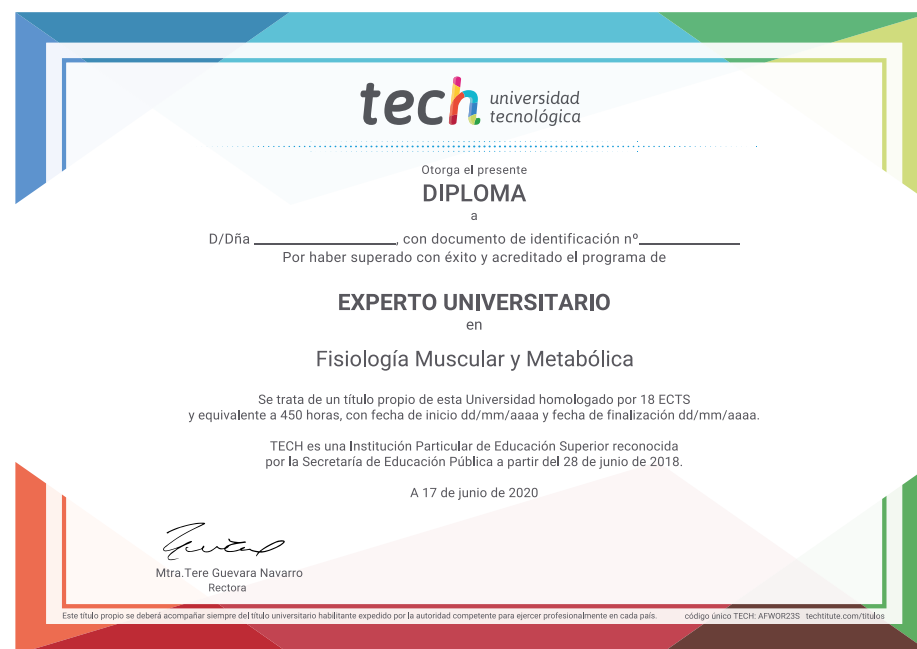 tech universidad
tecnológica
Otorga el presente
DIPLOMA
a
D/Dña ________________, con documento de identificación nº____________
Por haber superado con éxito y acreditado el programa de
EXPERTO UNIVERSITARIO
en
Fisiología Muscular y Metabólica
Se trata de un título propio de esta Universidad homologado por 18 ECTS
y equivalente a 450 horas, con fecha de inicio dd/mm/aaaa y fecha de finalización dd/mm/aaaa.
TECH es una Institución Particular de Educación Superior reconocida
por la Secretaría de Educación Pública a partir del 28 de junio de 2018.
A 17 de junio de 2020
Mtra.Tere Guevara Navarro
Rectora
Este título propio se deberá acompañar siempre del título universitario habilitante expedido por la autoridad competente para ejercer profesionalmente en cada país. código único TECH: AFWOR23S techtitute.com/titulos